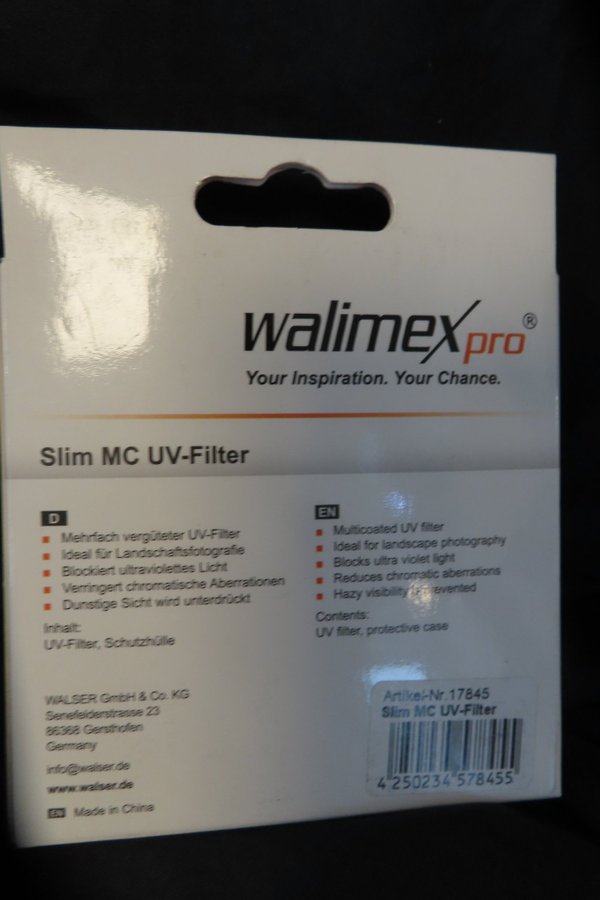 walimex pro ®
Your Inspiration. Your Chance.
Slim MC UV-Filter
D
Mehrfach vergüteter UV-Filter
Ideal für Landschaftsfotografie
Blockiert ultraviolettes Licht
Verringert chromatische Aberrationen
Dunstige Sicht wird unterdrückt
Inhalt:
UV-Filter, Schutzhülle
EN
Multicoated UV filter
Ideal for landscape photography
Blocks ultra violet light
Reduces chromatic aberrations
Hazy visibility is prevented
Contents:
UV filter, protective case
WALSER GmbH & Co. KG
Senefelderstrasse 23
86368 Gersthofen
Germany
info@walser.de
www.walser.de
EN Made in China
Artikel-Nr.17845
Slim MC UV-Filter
4 250234 578455